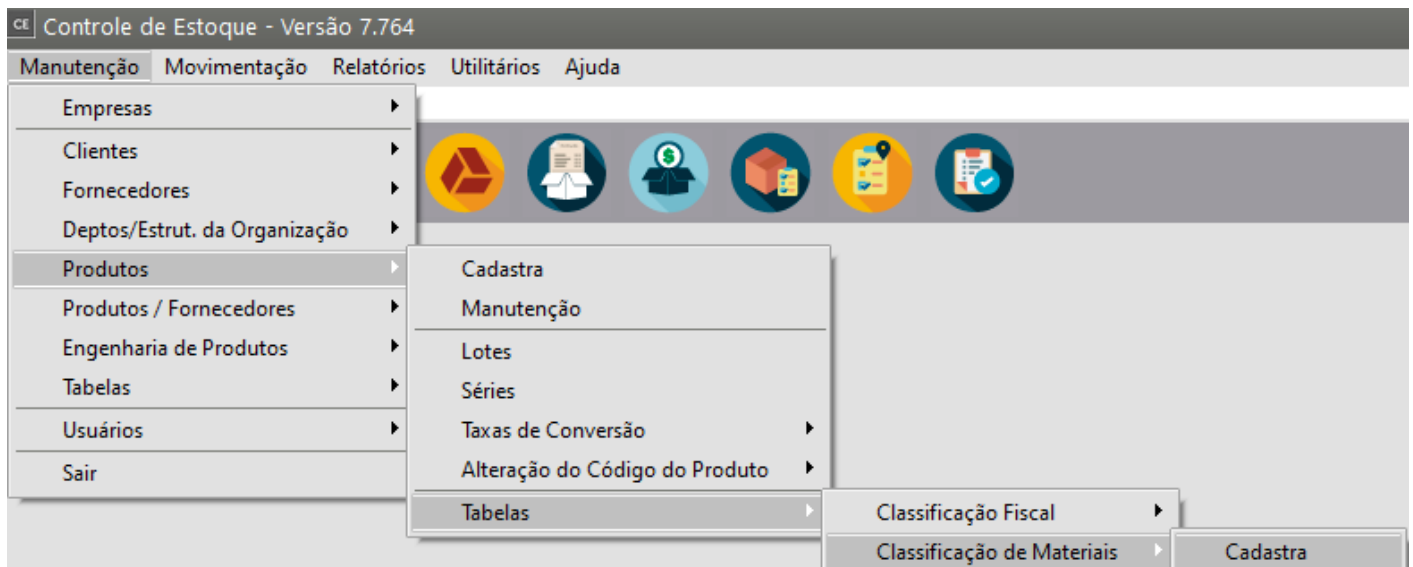 CE Controle de Estoque - Versão 7.764
Manutenção Movimentação Relatórios Utilitários Ajuda
Empresas
Clientes
Fornecedores
Deptos/Estrut. da Organização
Produtos
Produtos / Fornecedores
Engenharia de Produtos
Tabelas
Usuários
Sair
Cadastra
Manutenção
Lotes
Séries
Taxas de Conversão
Alteração do Código do Produto
Tabelas
Classificação Fiscal
Classificação de Materiais
Cadastra